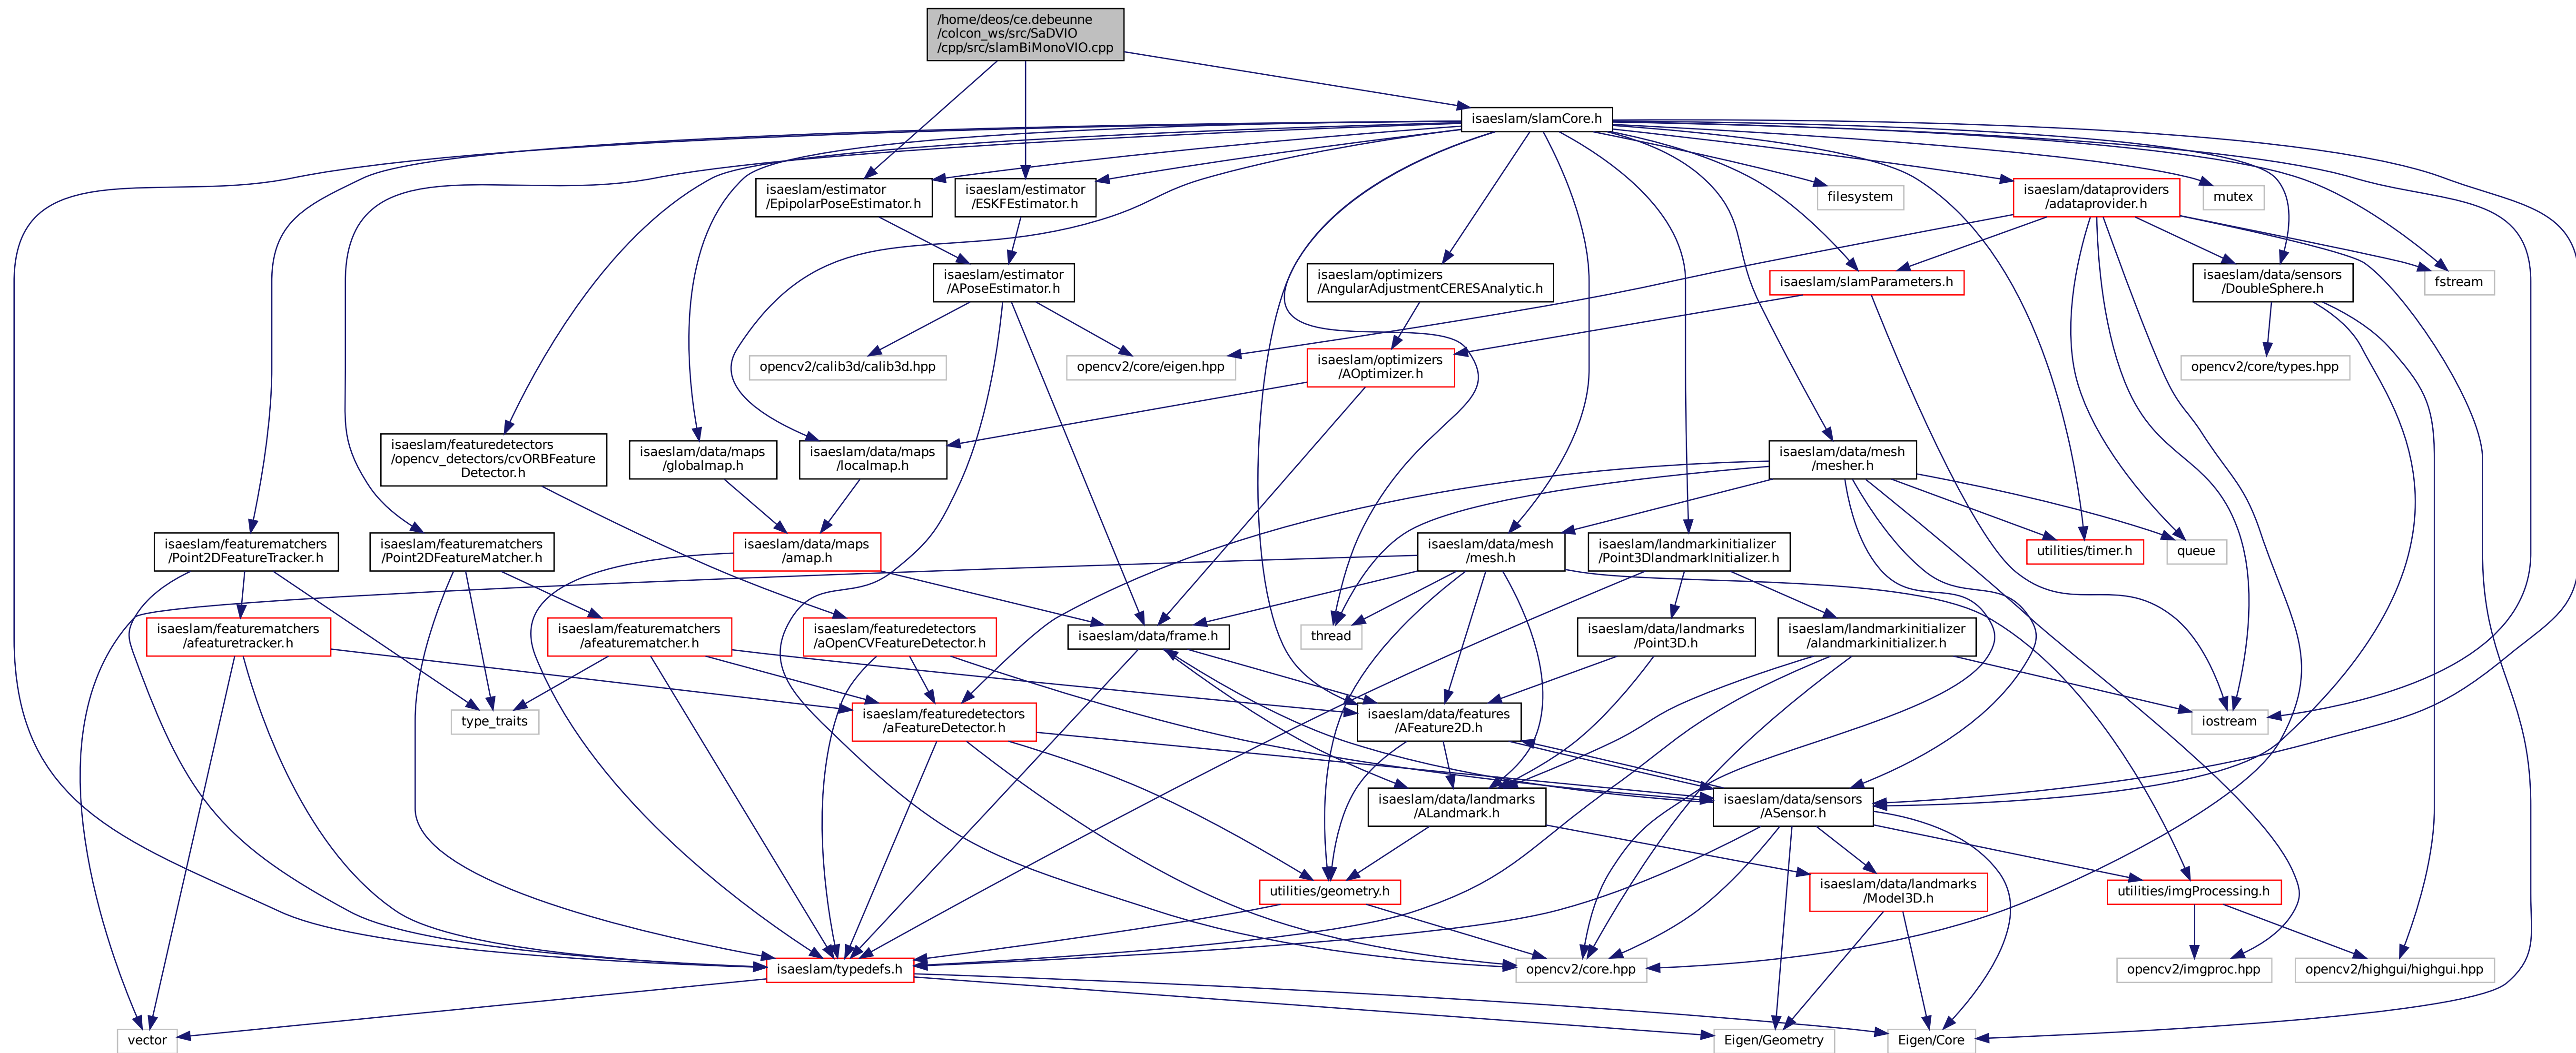 /home/deos/ce.debeunne
/colcon_ws/src/SaDVIO
/cpp/src/slamBiMonoVIO.cpp
isaeslam/slamCore.h
isaeslam/estimator
/EpipolarPoseEstimator.h
isaeslam/estimator
/ESKFEstimator.h
filesystem
isaeslam/dataproviders
/adataprovider.h
mutex
isaeslam/estimator
/APoseEstimator.h
isaeslam/optimizers
/AngularAdjustmentCERESAnalytic.h
isaeslam/slamParameters.h
isaeslam/data/sensors
/DoubleSphere.h
fstream
opencv2/calib3d/calib3d.hpp
opencv2/core/eigen.hpp
isaeslam/optimizers
/AOptimizer.h
opencv2/core/types.hpp
isaeslam/featuredetectors
/opencv_detectors/cvORBFeature
Detector.h
isaeslam/data/maps
/globalmap.h
isaeslam/data/maps
/localmap.h
isaeslam/data/mesh
/mesher.h
isaeslam/featurematchers
/Point2DFeatureTracker.h
isaeslam/featurematchers
/Point2DFeatureMatcher.h
isaeslam/data/maps
/amap.h
isaeslam/data/mesh
/mesh.h
isaeslam/landmarkinitializer
/Point3DlandmarkInitializer.h
utilities/timer.h
queue
isaeslam/featurematchers
/afeaturetracker.h
isaeslam/featurematchers
/afeaturematcher.h
isaeslam/featuredetectors
/aOpenCVFeatureDetector.h
isaeslam/data/frame.h
thread
isaeslam/data/landmarks
/Point3D.h
isaeslam/landmarkinitializer
/alandmarkinitializer.h
type_traits
isaeslam/featuredetectors
/aFeatureDetector.h
isaeslam/data/features
/AFeature2D.h
iostream
isaeslam/data/landmarks
/ALandmark.h
isaeslam/data/sensors
/ASensor.h
utilities/geometry.h
isaeslam/data/landmarks
/Model3D.h
utilities/imgProcessing.h
isaeslam/typedefs.h
opencv2/core.hpp
opencv2/imgproc.hpp
opencv2/highgui/highgui.hpp
vector
Eigen/Geometry
Eigen/Core